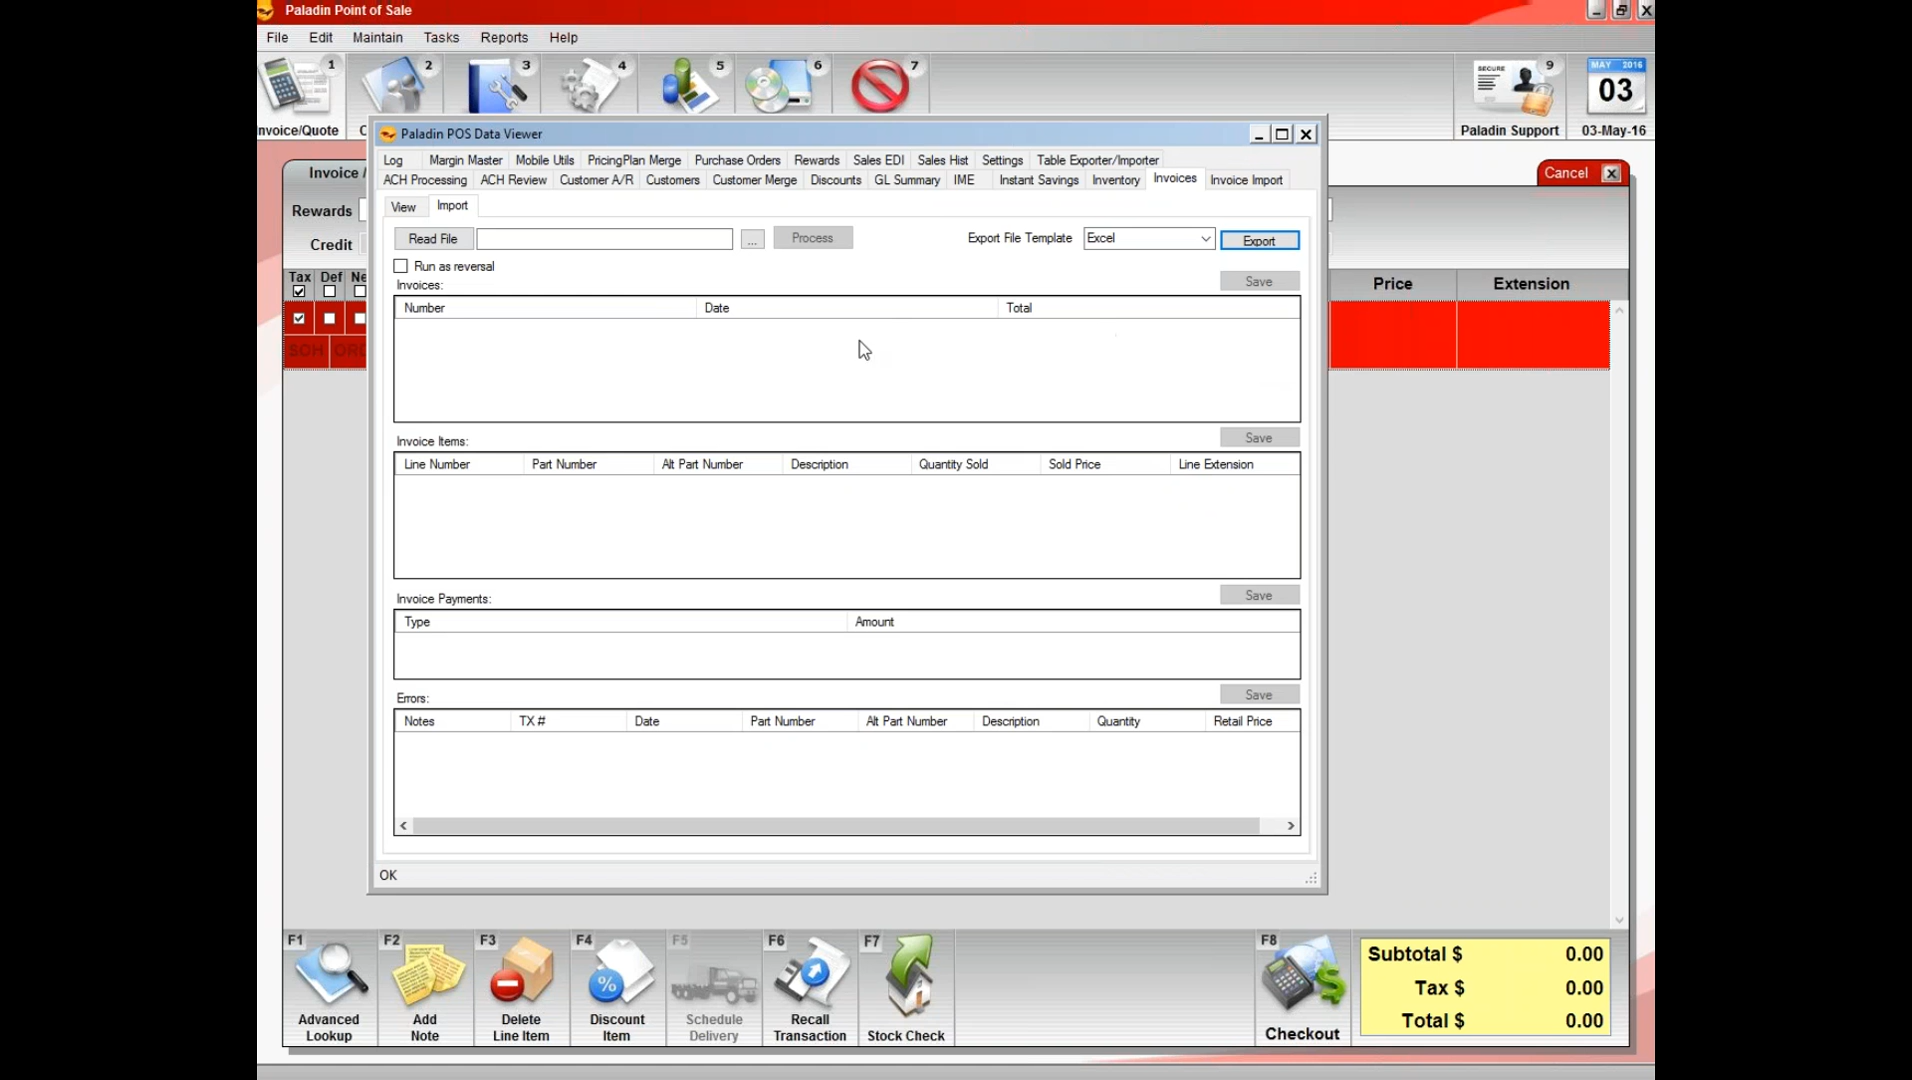 Paladin Point of Sale
File Edit Maintain Tasks Reports Help
1 2 3 4 5 6 7 9
SECURE
MAY 2016
03
nvoice/Quote
Paladin Support
03-May-16
Paladin POS Data Viewer
Log Margin Master Mobile Utils PricingPlan Merge Purchase Orders Rewards Sales EDI Sales Hist Settings Table Exporter/Importer
ACH Processing ACH Review Customer A/R Customers Customer Merge Discounts GL Summary IME Instant Savings Inventory Invoices Invoice Import
Invoice /
Cancel
View Import
Rewards
Credit
Read File ... Process Export File Template Excel Export
Run as reversal
Invoices: Save
Tax Def Ne
Number Date Total
Price Extension
SOH ORD
Invoice Items: Save
Line Number Part Number Alt Part Number Description Quantity Sold Sold Price Line Extension
Invoice Payments: Save
Type Amount
Errors: Save
Notes TX # Date Part Number Alt Part Number Description Quantity Retail Price
OK
F1 Advanced Lookup
F2 Add Note
F3 Delete Line Item
F4 Discount Item
F5 Schedule Delivery
F6 Recall Transaction
F7 Stock Check
F8 Checkout
Subtotal $ 0.00
Tax $ 0.00
Total $ 0.00